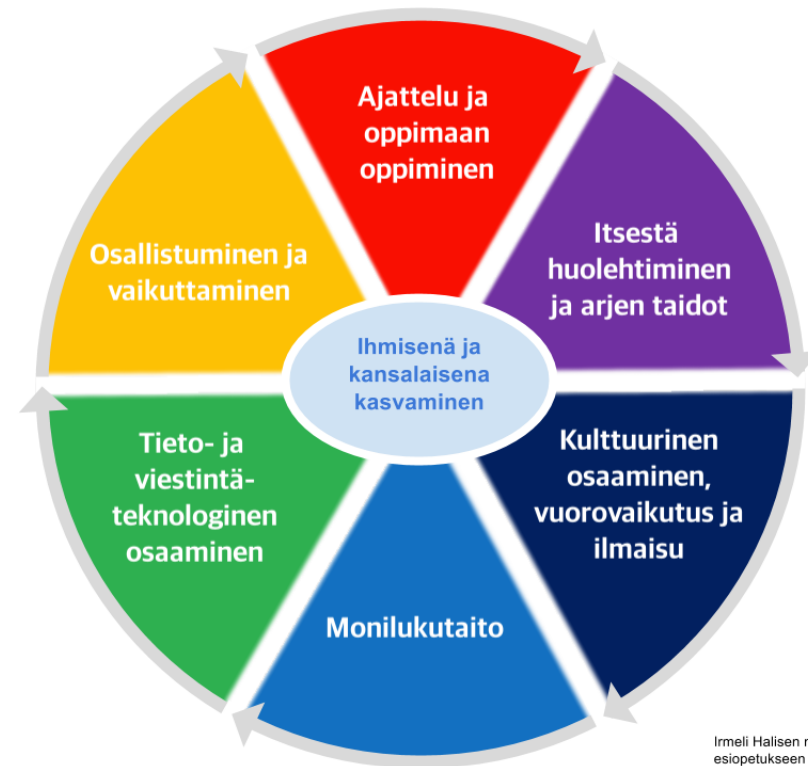 Ajattelu ja
oppimaan
oppiminen
Itsestä
huolehtiminen
ja arjen taidot
Kulttuurinen
osaaminen,
vuorovaikutus ja
ilmaisu
Monilukutaito
Tieto- ja
viestintä-
teknologinen
osaaminen
Osallistuminen ja
vaikuttaminen
Ihmisenä ja
kansalaisena
kasvaminen
Irmeli Halisen
esiopetukseen